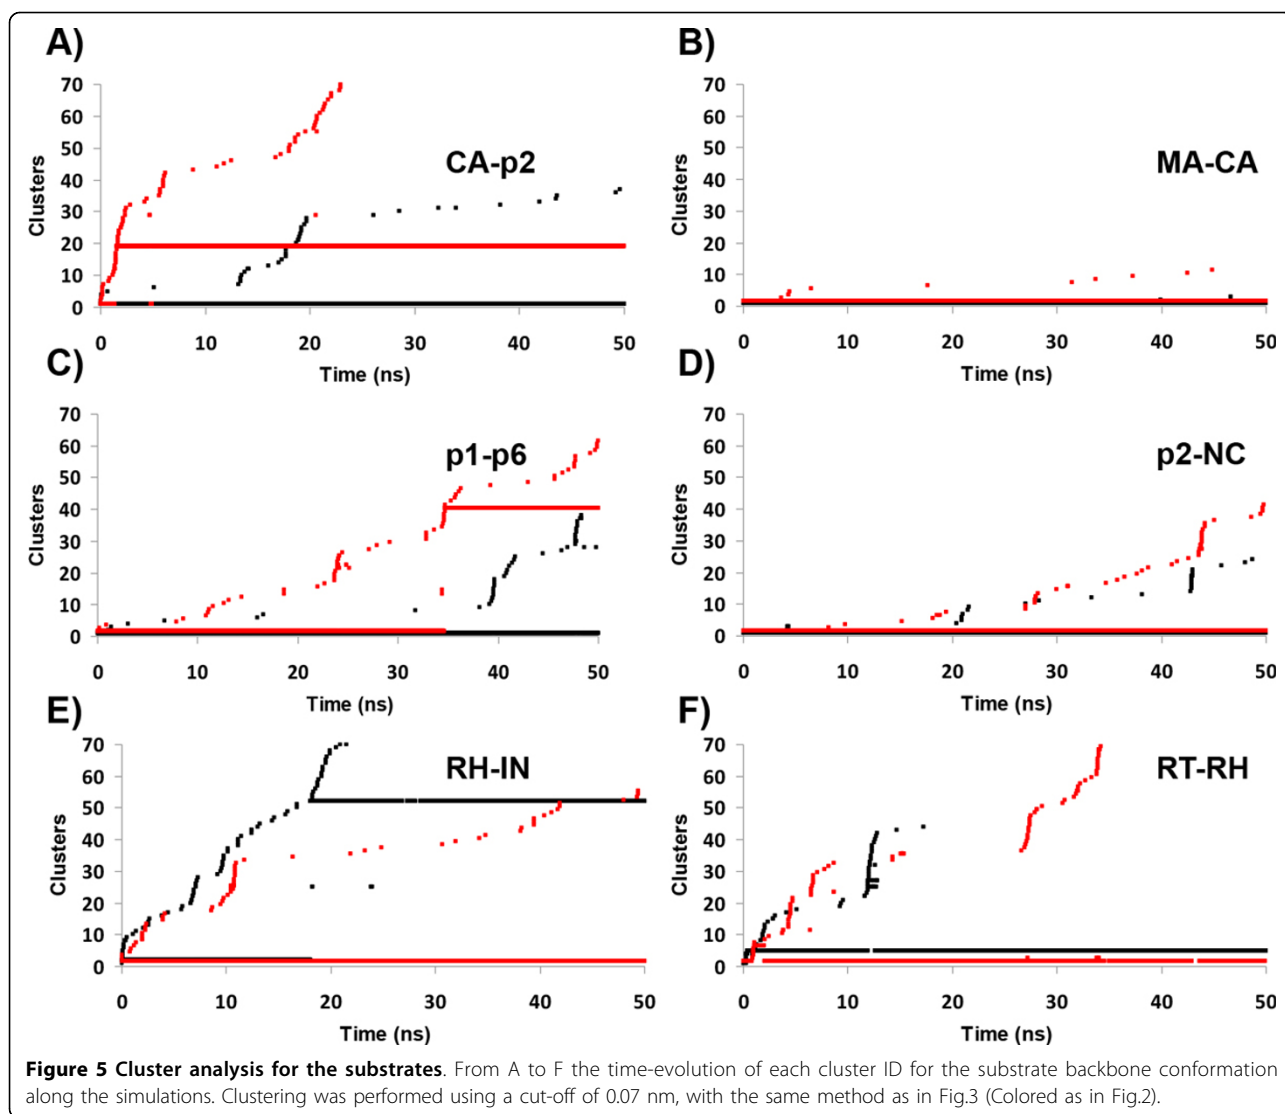 A)
70
60
50
40
30
20
10
0
Clusters
CA-p2
0 10 20 30 40 50
Time (ns)
B)
70
60
50
40
30
20
10
0
Clusters
MA-CA
0 10 20 30 40 50
Time (ns)
C)
70
60
50
40
30
20
10
0
Clusters
p1-p6
0 10 20 30 40 50
Time (ns)
D)
70
60
50
40
30
20
10
0
Clusters
p2-NC
0 10 20 30 40 50
Time (ns)
E)
70
60
50
40
30
20
10
0
Clusters
RH-IN
0 10 20 30 40 50
Time (ns)
F)
70
60
50
40
30
20
10
0
Clusters
RT-RH
0 10 20 30 40 50
Time (ns)
Figure 5 Cluster analysis for the substrates. From A to F the time-evolution of each cluster ID for the substrate backbone conformation
along the simulations. Clustering was performed using a cut-off of 0.07 nm, with the same method as in Fig.3 (Colored as in Fig.2).